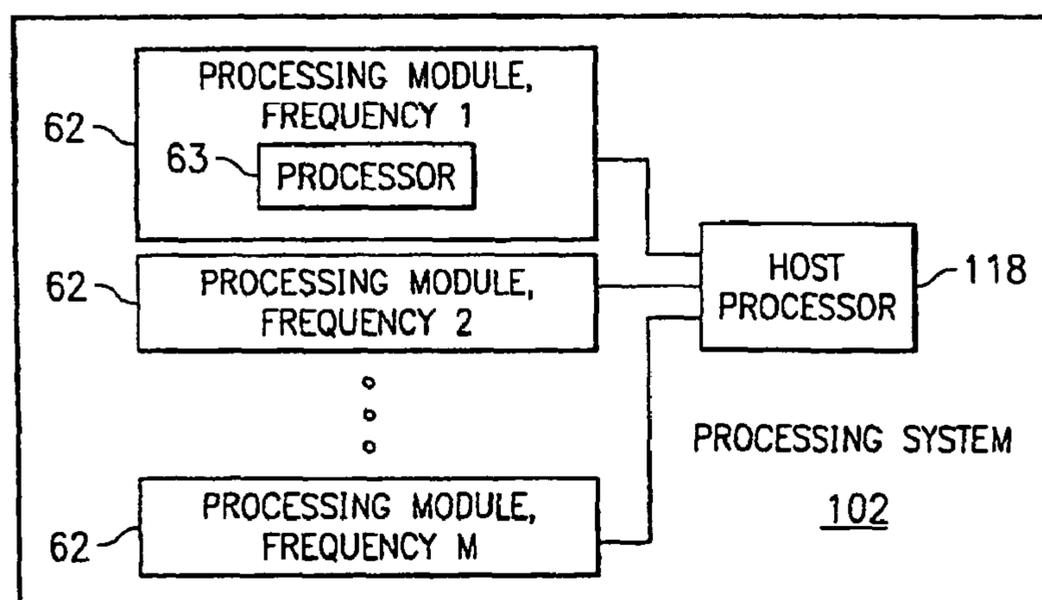 PROCESSING MODULE,
FREQUENCY 1
62
63
PROCESSOR
62
PROCESSING MODULE,
FREQUENCY 2
HOST
PROCESSOR
118
PROCESSING SYSTEM
102
62
PROCESSING MODULE,
FREQUENCY M